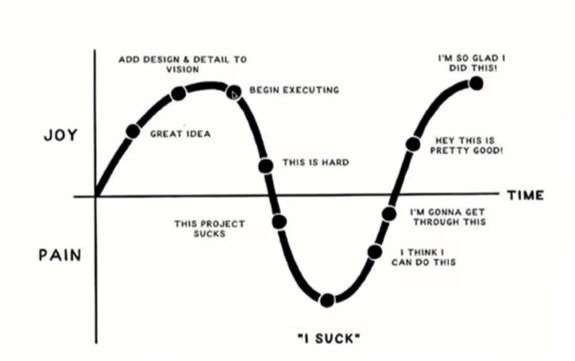 ADD DESIGN & DETAIL TO
VISION
I'M SO GLAD I
DID THIS!
BEGIN EXECUTING
JOY
GREAT IDEA
HEY THIS IS
PRETTY GOOD!
THIS IS HARD
TIME
THIS PROJECT
SUCKS
I'M GONNA GET
THROUGH THIS
PAIN
I THINK I
CAN DO THIS
"I SUCK"